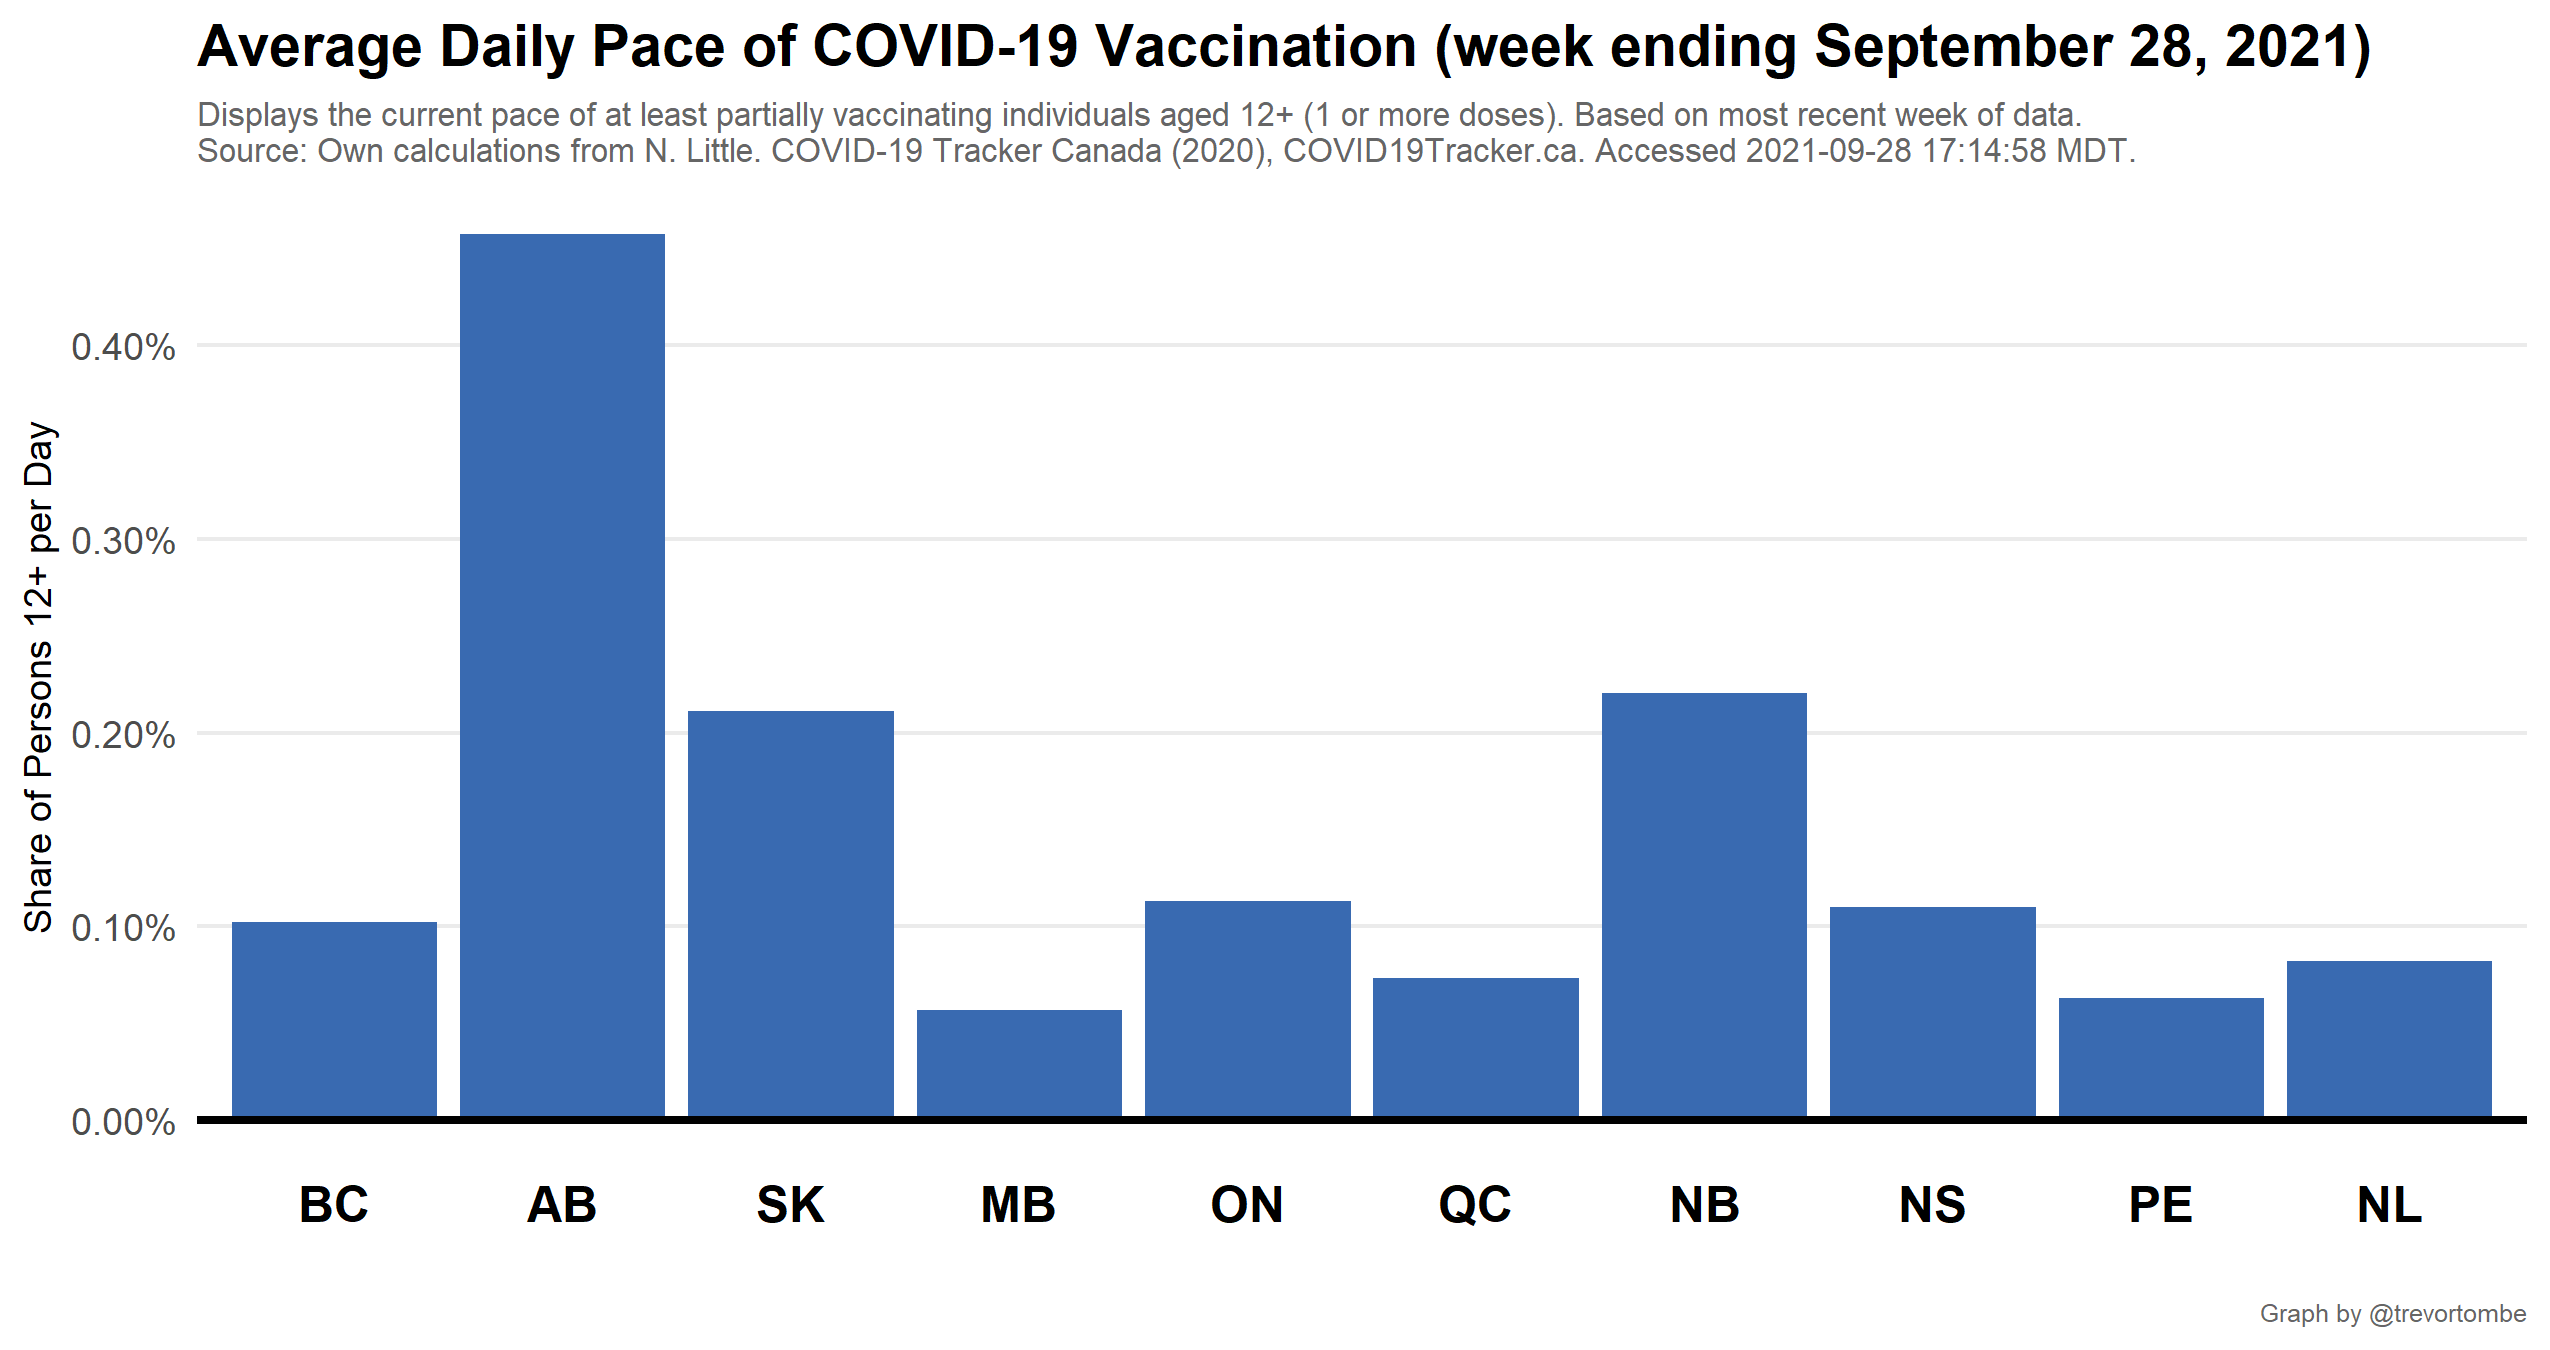 Average Daily Pace of COVID-19 Vaccination (week ending September 28, 2021)
Displays the current pace of at least partially vaccinating individuals aged 12+ (1 or more doses). Based on most recent week of data.
Source: Own calculations from N. Little. COVID-19 Tracker Canada (2020), COVID19Tracker.ca. Accessed 2021-09-28 17:14:58 MDT.
Share of Persons 12+ per Day
0.40%
0.30%
0.20%
0.10%
0.00%
BC AB SK MB ON QC NB NS PE NL
Graph by @trevortombe